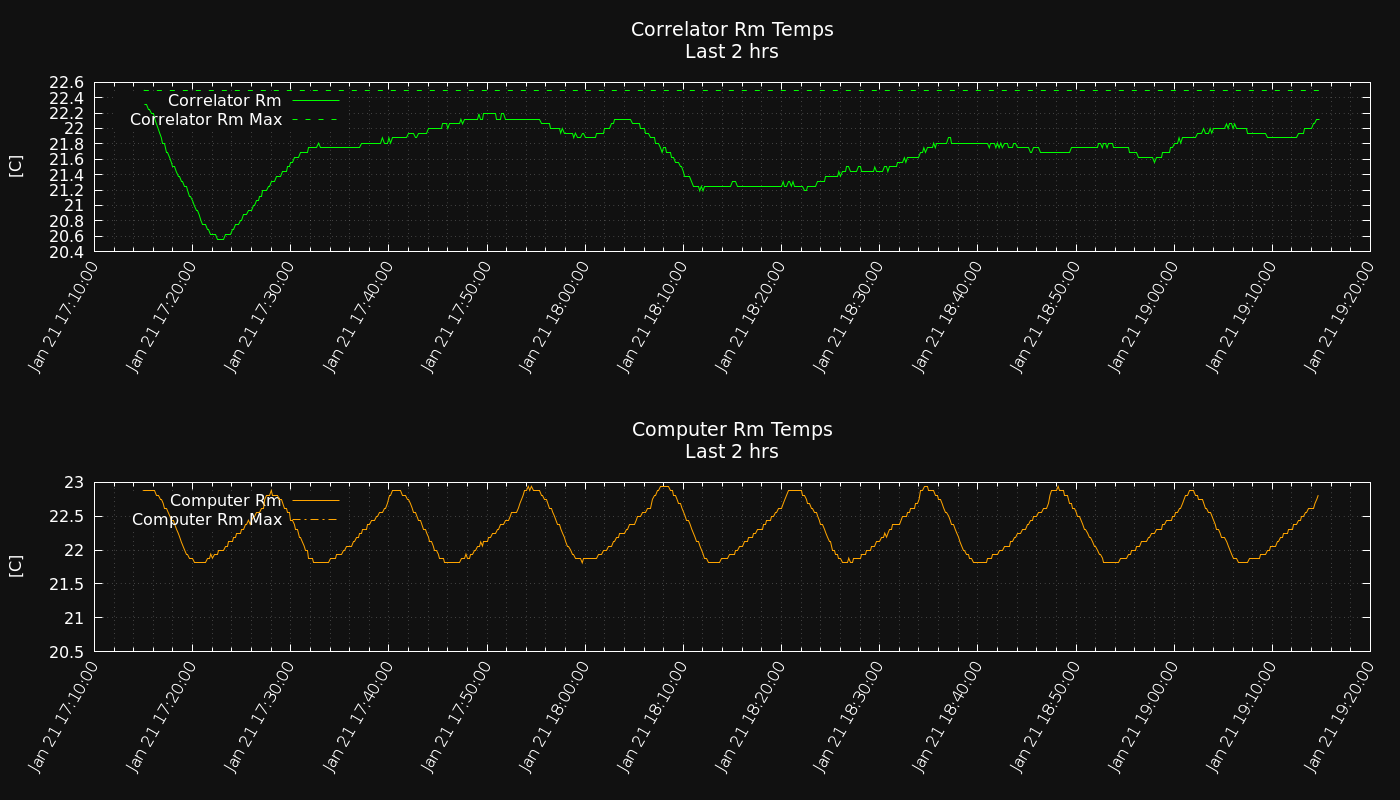 Correlator Rm Temps
Last 2 hrs
22.6
22.4
22.2
22
21.8
21.6
21.4
21.2
21
20.8
20.6
20.4
[C]
Correlator Rm
Correlator Rm Max
Jan 21 17:10:00
Jan 21 17:20:00
Jan 21 17:30:00
Jan 21 17:40:00
Jan 21 17:50:00
Jan 21 18:00:00
Jan 21 18:10:00
Jan 21 18:20:00
Jan 21 18:30:00
Jan 21 18:40:00
Jan 21 18:50:00
Jan 21 19:00:00
Jan 21 19:10:00
Jan 21 19:20:00
Computer Rm Temps
Last 2 hrs
23
22.5
22
21.5
21
20.5
[C]
Computer Rm
Computer Rm Max
Jan 21 17:10:00
Jan 21 17:20:00
Jan 21 17:30:00
Jan 21 17:40:00
Jan 21 17:50:00
Jan 21 18:00:00
Jan 21 18:10:00
Jan 21 18:20:00
Jan 21 18:30:00
Jan 21 18:40:00
Jan 21 18:50:00
Jan 21 19:00:00
Jan 21 19:10:00
Jan 21 19:20:00